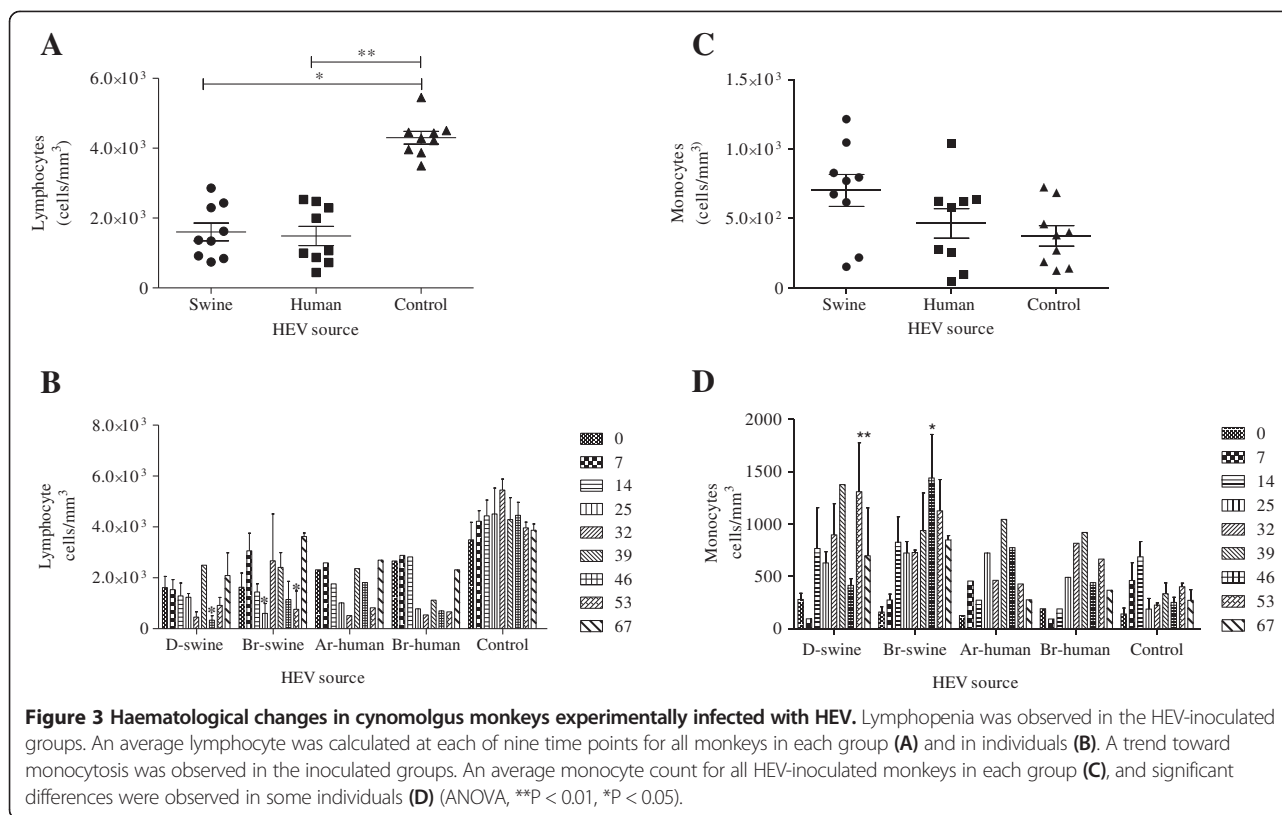 A
**
*
6.0×10³
4.0×10³
2.0×10³
0
Lymphocytes
(cells/mm³)
Swine
Human
Control
HEV source
C
1.5×10³
1.0×10³
5.0×10²
0
Monocytes
(cells/mm³)
Swine
Human
Control
HEV source
B
8.0×10³
6.0×10³
4.0×10³
2.0×10³
0
Lymphocyte
cells/mm³
*
*
*
D-swine
Br-swine
Ar-human
Br-human
Control
HEV source
0
7
14
25
32
39
46
53
67
D
2000
1500
1000
500
0
Monocytes
cells/mm³
**
*
D-swine
Br-swine
Ar-human
Br-human
Control
HEV source
0
7
14
25
32
39
46
53
67
Figure 3 Haematological changes in cynomolgus monkeys experimentally infected with HEV. Lymphopenia was observed in the HEV-inoculated
groups. An average lymphocyte was calculated at each of nine time points for all monkeys in each group (A) and in individuals (B). A trend toward
monocytosis was observed in the inoculated groups. An average monocyte count for all HEV-inoculated monkeys in each group (C), and significant
differences were observed in some individuals (D) (ANOVA, **P < 0.01, *P < 0.05).